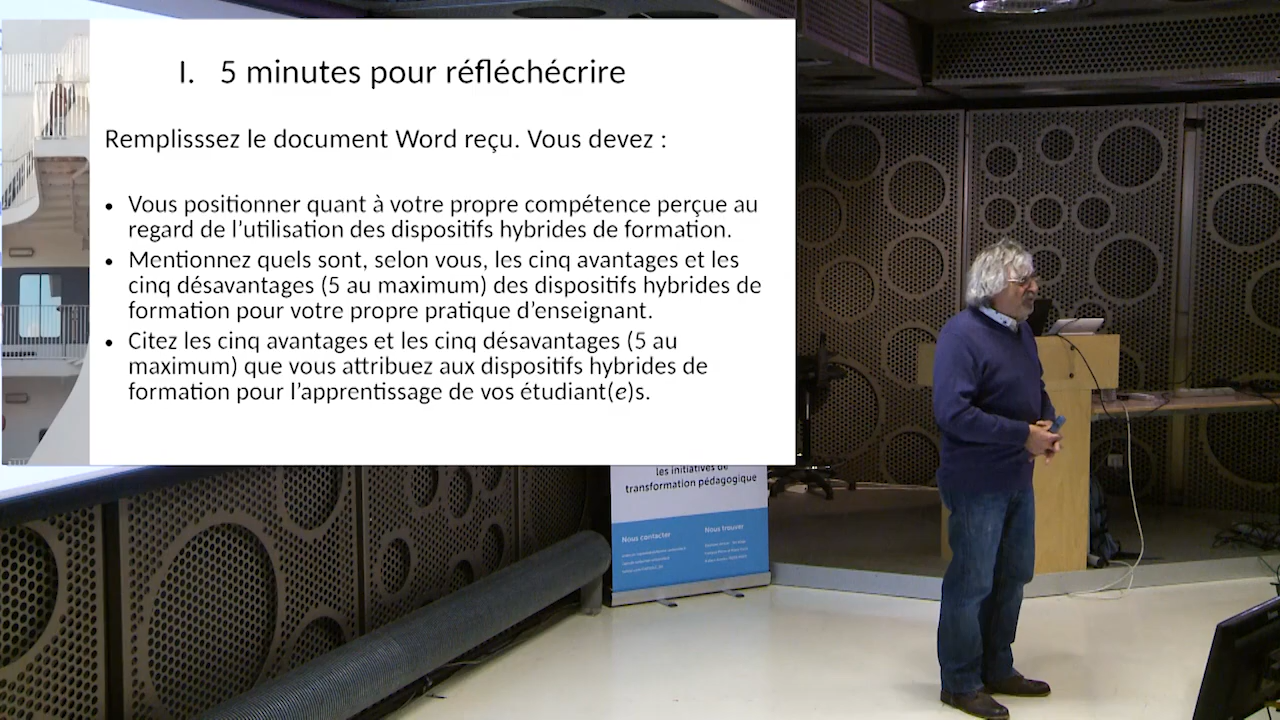 I. 5 minutes pour réfléchécrire
Remplisssez le document Word reçu. Vous devez :
• Vous positionner quant à votre propre compétence perçue au
regard de l’utilisation des dispositifs hybrides de formation.
• Mentionnez quels sont, selon vous, les cinq avantages et les
cinq désavantages (5 au maximum) des dispositifs hybrides de
formation pour votre propre pratique d’enseignant.
• Citez les cinq avantages et les cinq désavantages (5 au
maximum) que vous attribuez aux dispositifs hybrides de
formation pour l’apprentissage de vos étudiant(e)s.
les initiatives de
transformation pédagogique
Nous contacter
Nous trouver